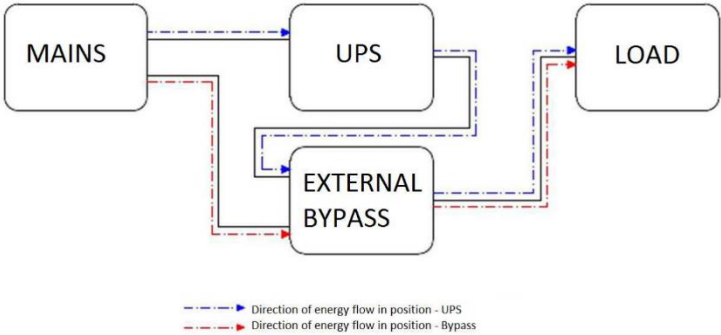 MAINS
UPS
LOAD
EXTERNAL
BYPASS
Direction of energy flow in position - UPS
Direction of energy flow in position - Bypass